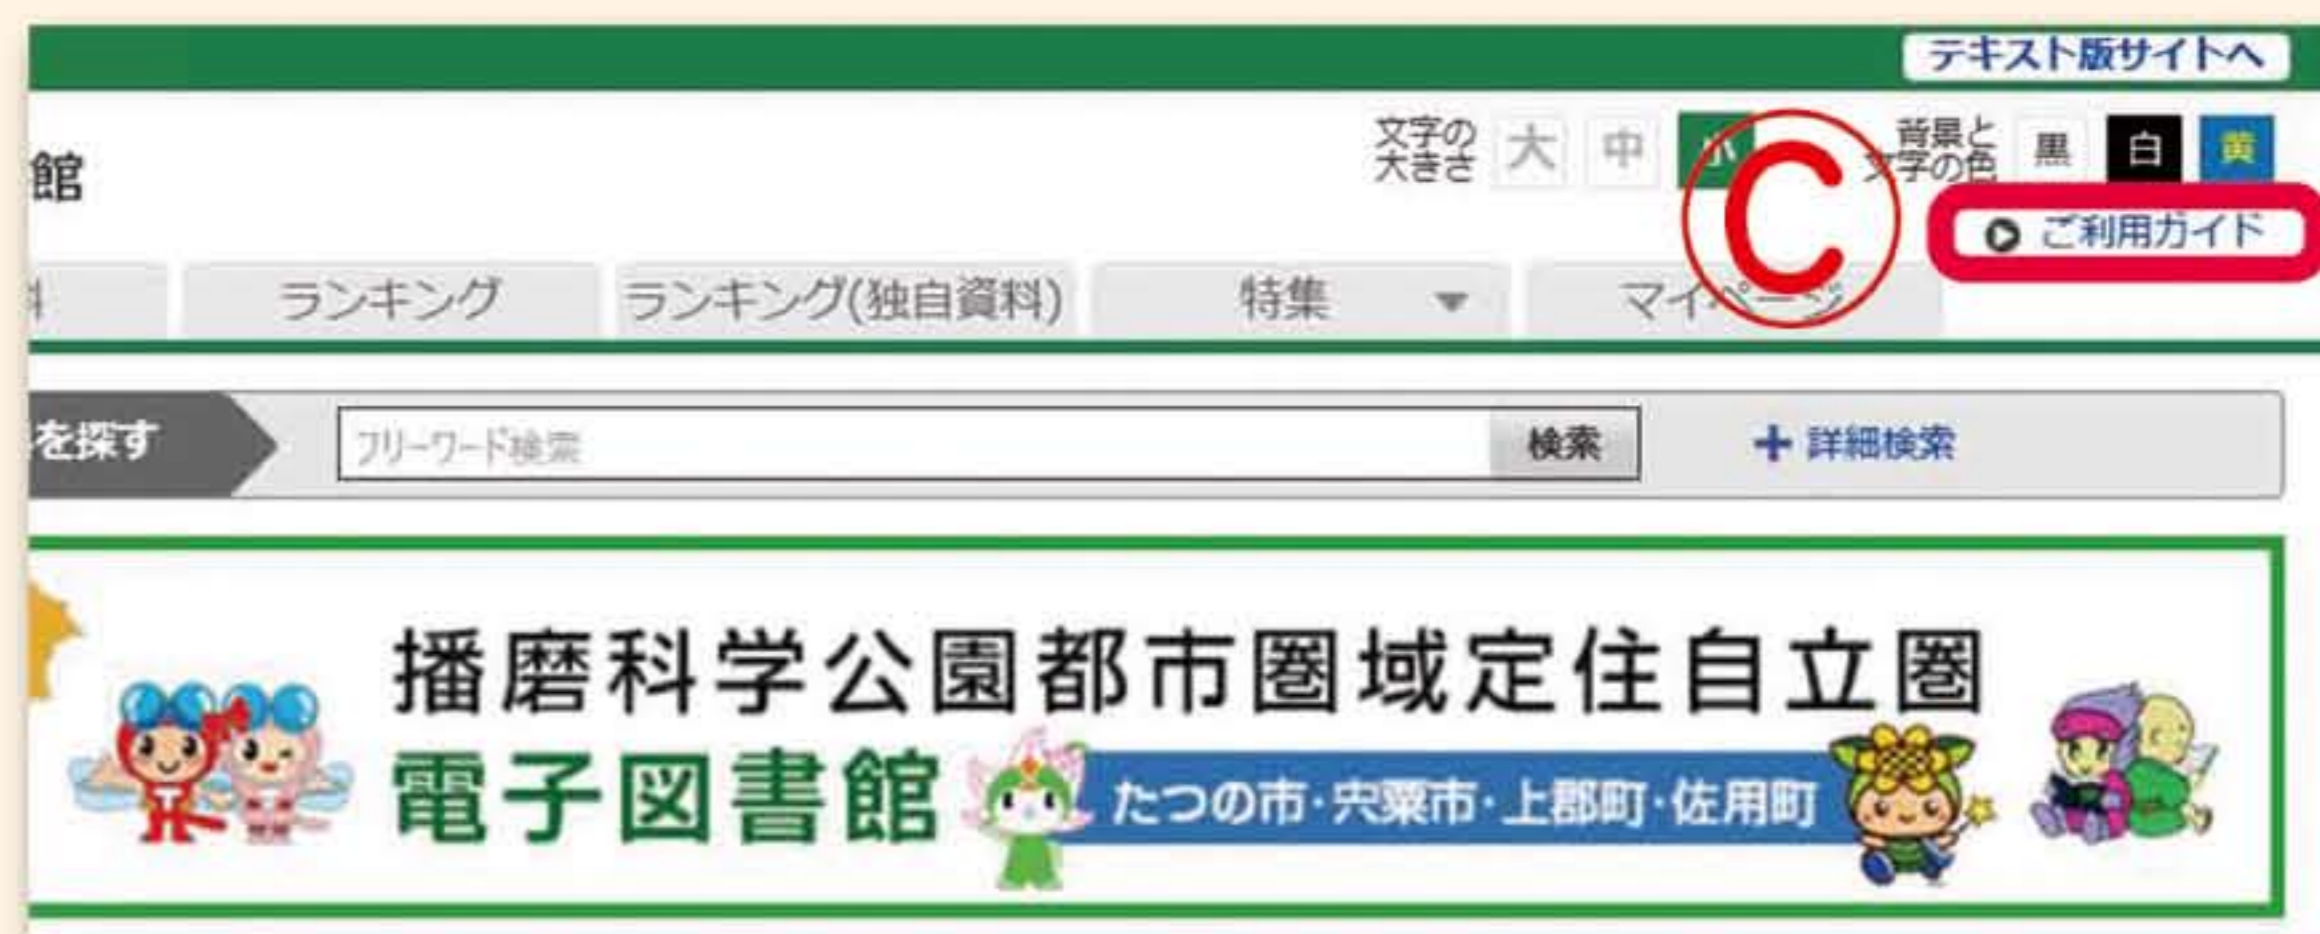 テキスト版サイトへ
文字の大きさ 大 中 小 背景と文字の色 黒 白 黄
館
C
ご利用ガイド
ランキング ランキング(独自資料) 特集 マイページ
を探す フリーワード検索 検索 詳細検索
播磨科学公園都市圏域定住自立圏
電子図書館 たつの市・宍粟市・上郡町・佐用町